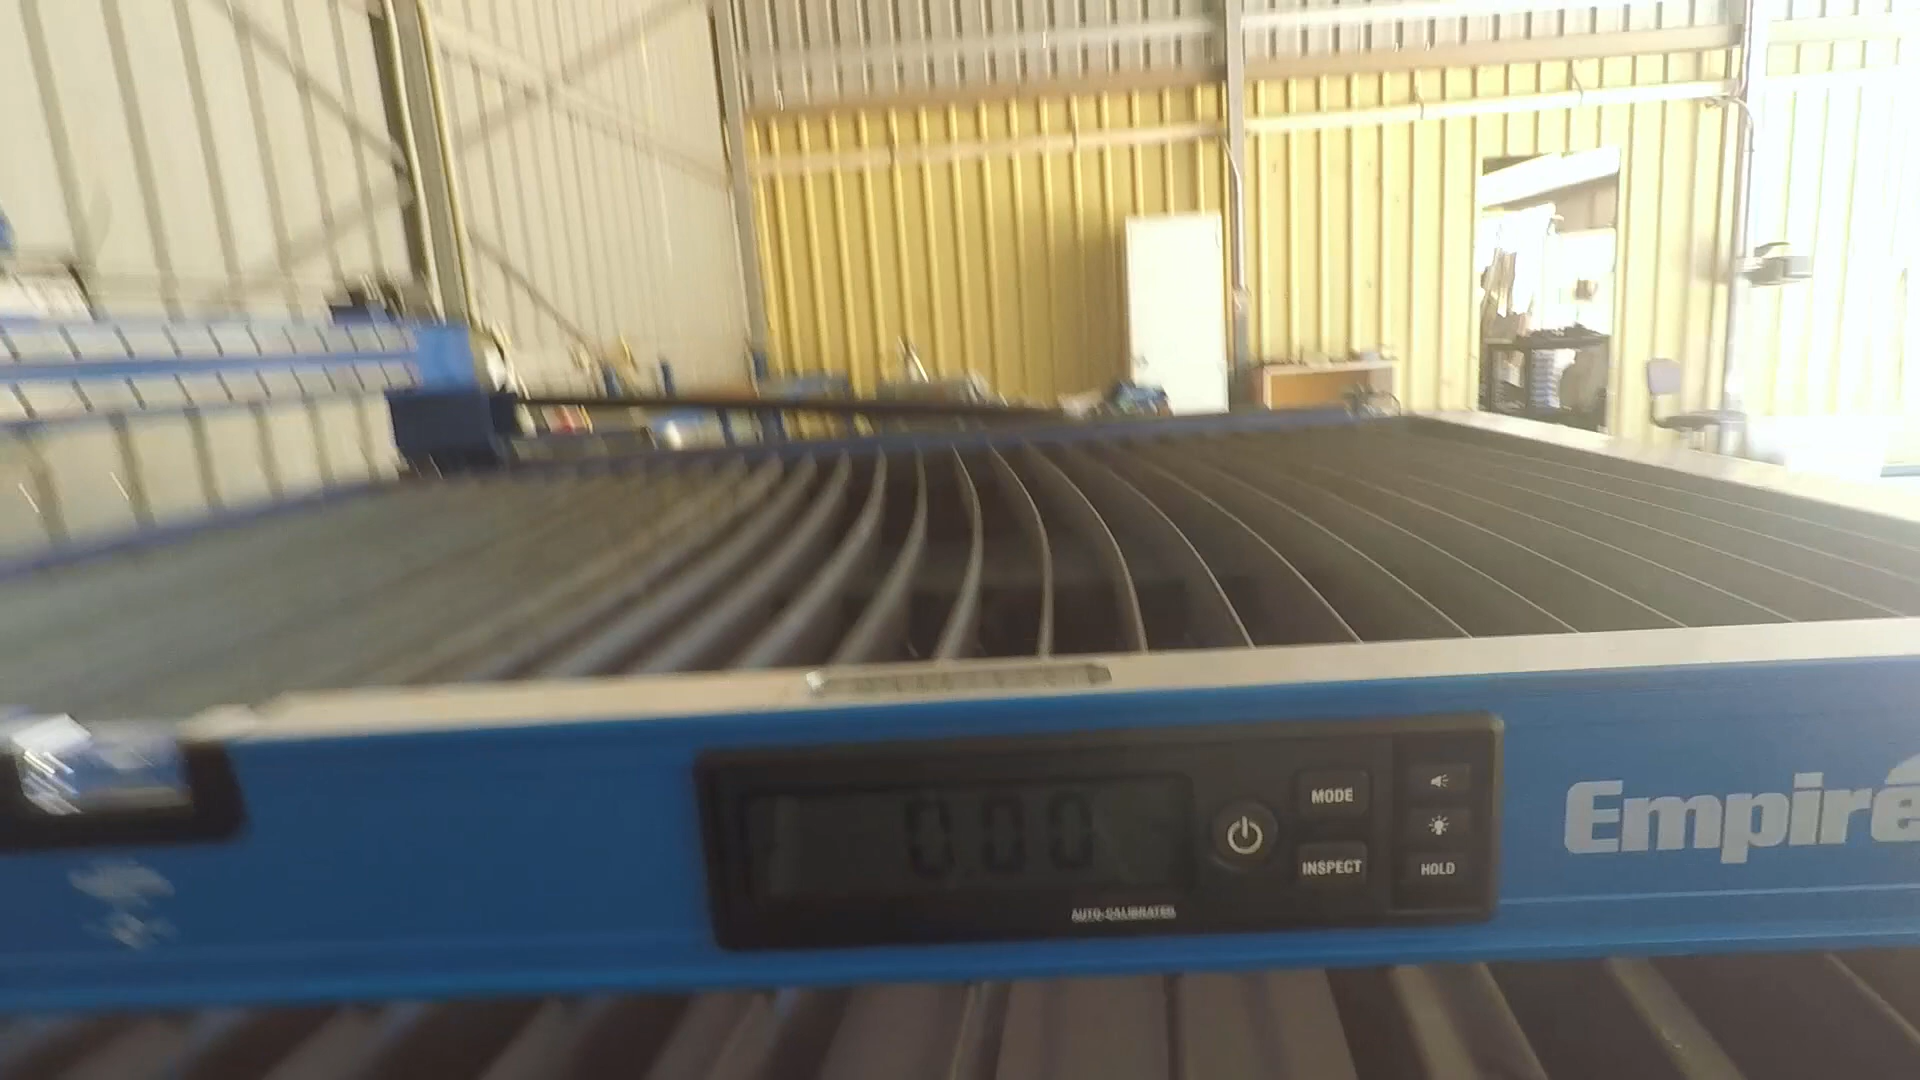 0.00
MODE
INSPECT
HOLD
AUTO-CALIBRATED
Empire